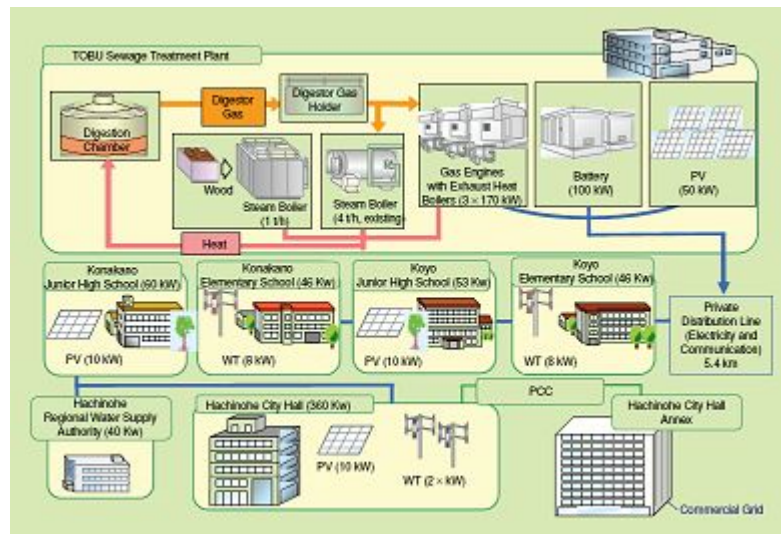 TOBU Sewage Treatment Plant
Digestion
Chamber
Digestor
Gas
Digestor Gas
Holder
Wood
Steam Boiler
(1 t/h)
Steam Boiler
(4 t/h, existing)
Gas Engines
with Exhaust Heat
Boilers (3 × 170 kW)
Battery
(100 kW)
PV
(50 kW)
Heat
Konakano
Junior High School (60 kW)
PV (10 kW)
Konakano
Elementary School (46 Kw)
WT (8 kW)
Koyo
Junior High School (53 Kw)
PV (10 kW)
Koyo
Elementary School (46 Kw)
WT (8 kW)
Private
Distribution Line
(Electricity and
Communication)
5.4 km
Hachinohe
Regional Water Supply
Authority (40 Kw)
Hachinohe City Hall (360 Kw)
PV (10 kW)
WT (2 × kW)
PCC
Hachinohe City Hall
Annex
Commercial Grid